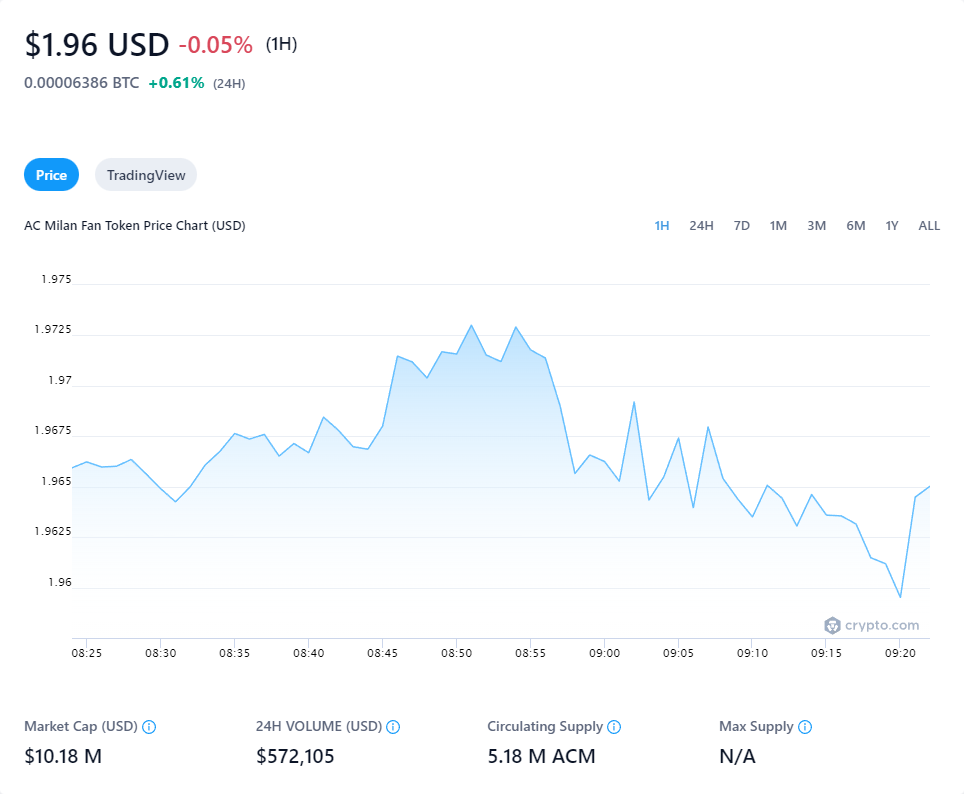 $1.96 USD -0.05% (1H)
0.00006386 BTC +0.61% (24H)
Price TradingView
AC Milan Fan Token Price Chart (USD) 1H 24H 7D 1M 3M 6M 1Y ALL
1.975
1.9725
1.97
1.9675
1.965
1.9625
1.96
crypto.com
08:25 08:30 08:35 08:40 08:45 08:50 08:55 09:00 09:05 09:10 09:15 09:20
Market Cap (USD) 24H VOLUME (USD) Circulating Supply Max Supply
$10.18 M $572,105 5.18 M ACM N/A